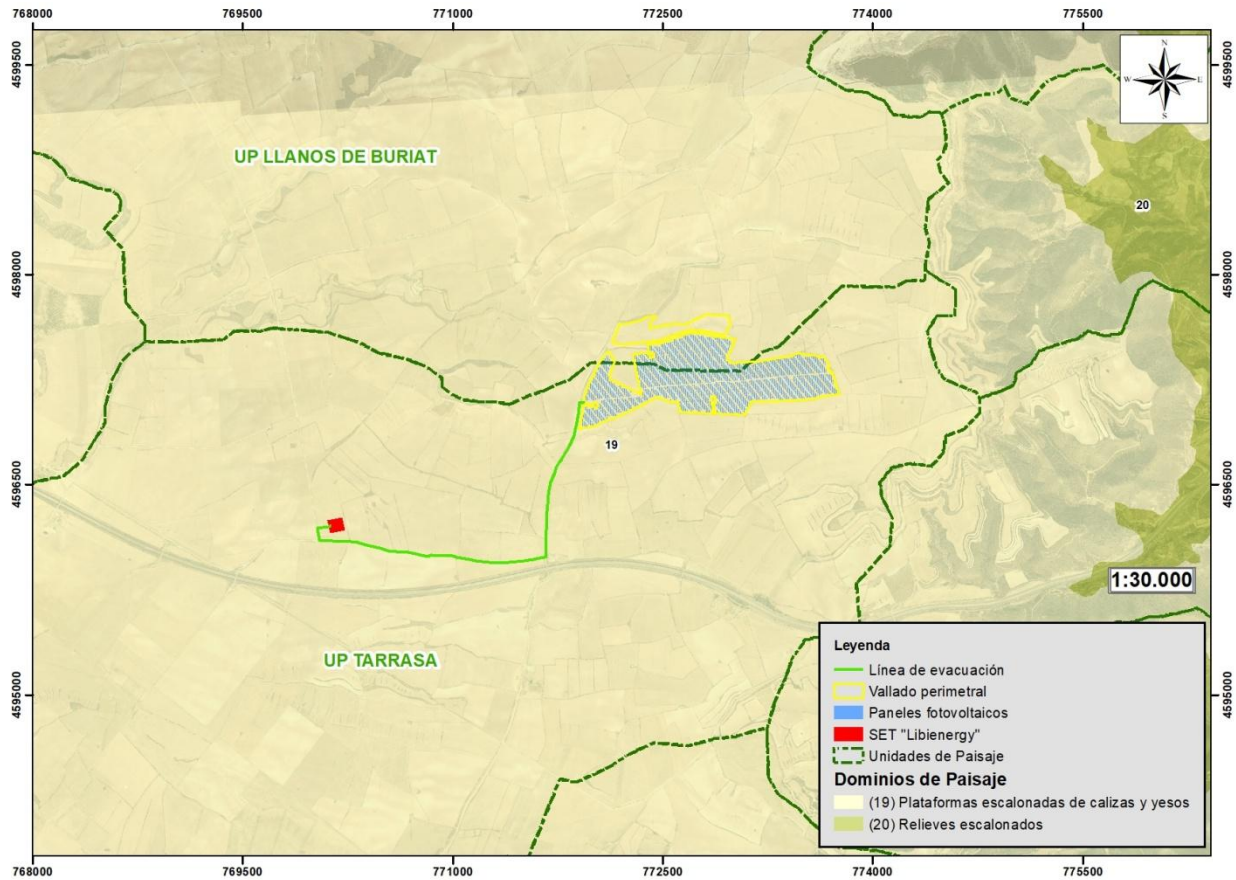 768000 769500 771000 772500 774000 775500
4599500 4599500
N
W E
S
UP LLANOS DE BURIAT
20
4598000 4598000
19
4596500 4596500
1:30.000
UP TARRASA
4595000 4595000
Leyenda
Línea de evacuación
Vallado perimetral
Paneles fotovoltaicos
SET "Libienergy"
Unidades de Paisaje
Dominios de Paisaje
(19) Plataformas escalonadas de calizas y yesos
(20) Relieves escalonados
768000 769500 771000 772500 774000 775500